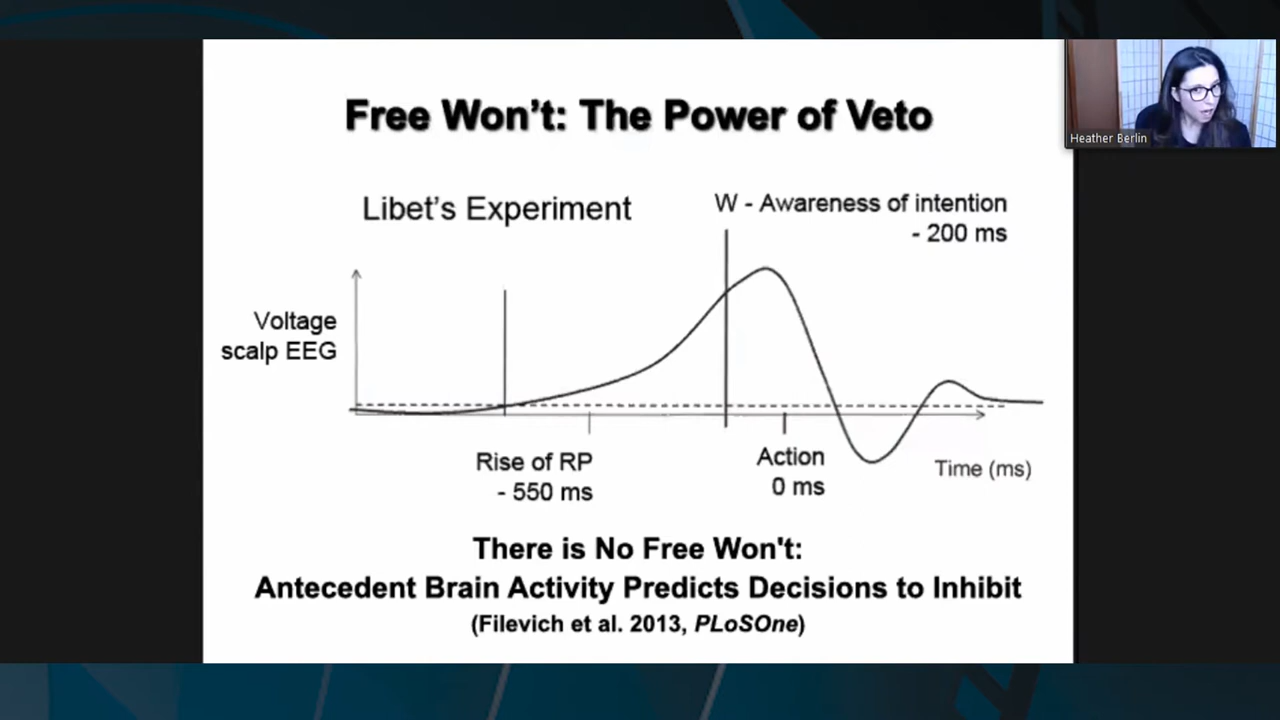 Free Won't: The Power of Veto
Heather Berlin
Libet's Experiment
W - Awareness of intention
- 200 ms
Voltage
scalp EEG
Rise of RP
- 550 ms
Action
0 ms
Time (ms)
There is No Free Won't:
Antecedent Brain Activity Predicts Decisions to Inhibit
(Filevich et al. 2013, PLoSOne)